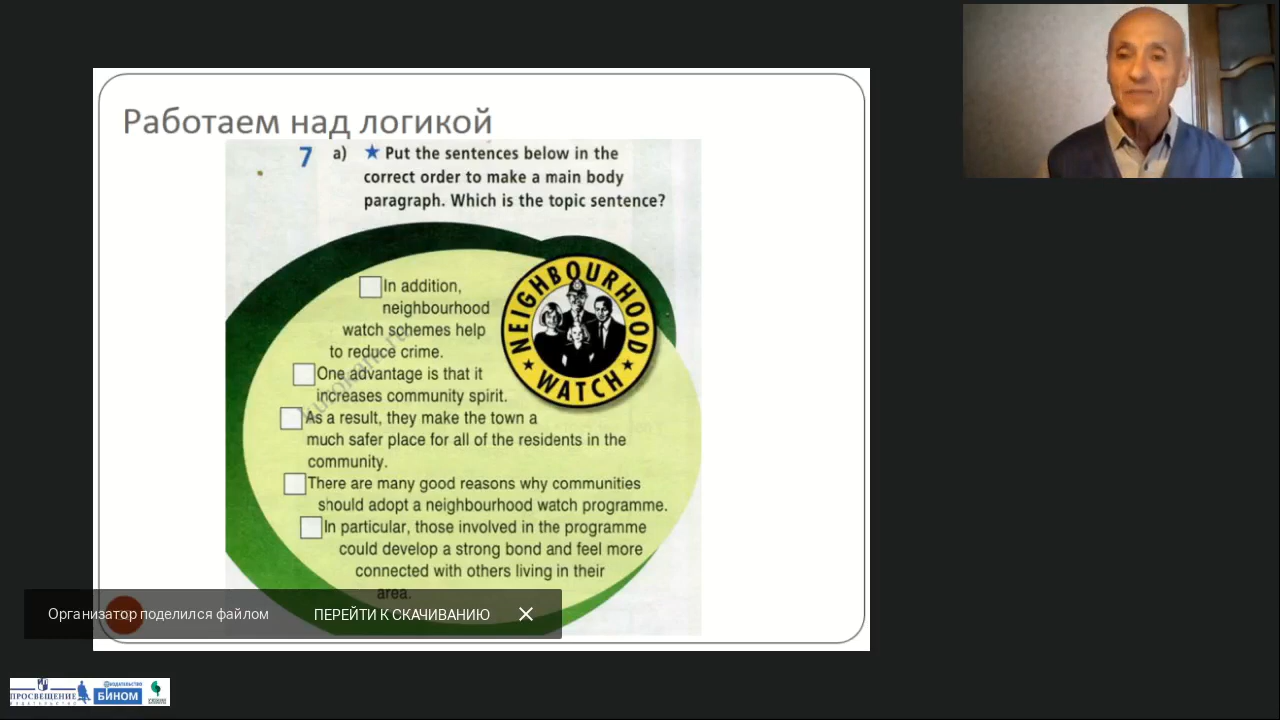 Работаем над логикой
7 a) ★ Put the sentences below in the
correct order to make a main body
paragraph. Which is the topic sentence?
In addition,
neighbourhood
watch schemes help
to reduce crime.
One advantage is that it
increases community spirit.
As a result, they make the town a
much safer place for all of the residents in the
community.
There are many good reasons why communities
should adopt a neighbourhood watch programme.
In particular, those involved in the programme
could develop a strong bond and feel more
connected with others living in their
area.
NEIGHBOURHOOD
WATCH
Организатор поделился файлом ПЕРЕЙТИ К СКАЧИВАНИЮ
ПРОСВЕЩЕНИЕ
ИЗДАТЕЛЬСТВО
ИЗДАТЕЛЬСТВО
БИНОМ